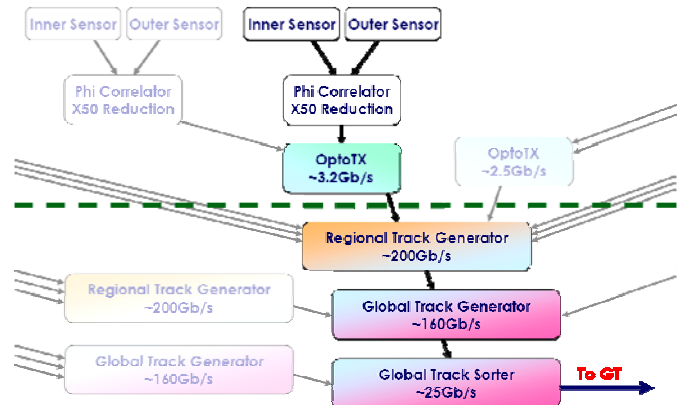 Inner Sensor
Outer Sensor
Inner Sensor
Outer Sensor
Phi Correlator
X50 Reduction
Phi Correlator
X50 Reduction
OptoTX
~3.2Gb/s
OptoTX
~2.5Gb/s
Regional Track Generator
~200Gb/s
Regional Track Generator
~200Gb/s
Global Track Generator
~160Gb/s
Global Track Generator
~160Gb/s
Global Track Sorter
~25Gb/s
To GT